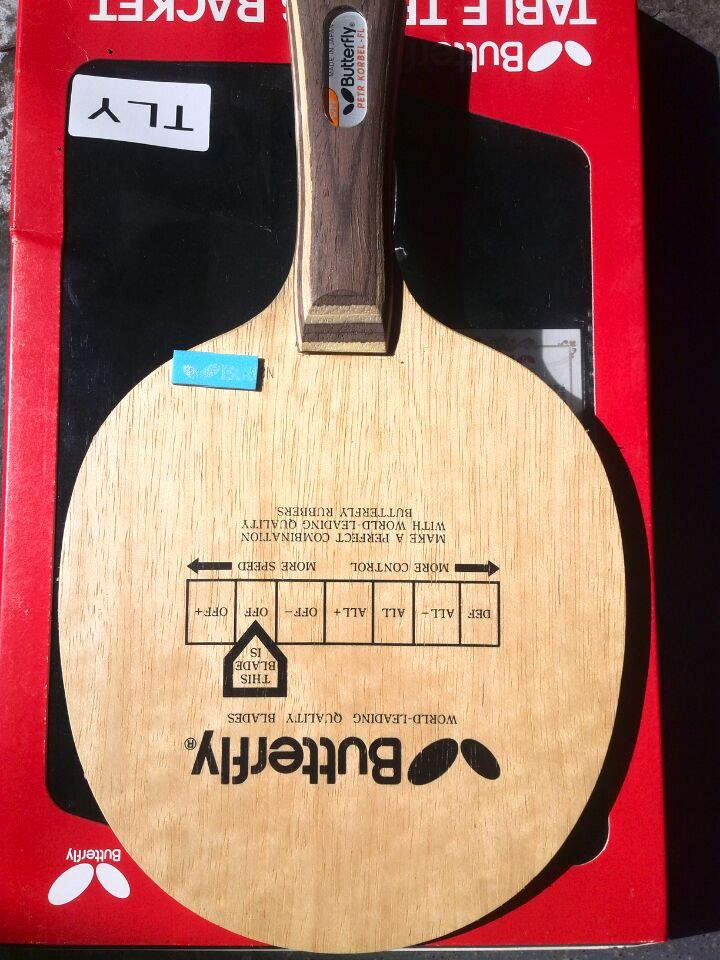 TABLE TE
S RACKET
Butterfly
TLY
MADE IN JAPAN
Butterfly®
PETR KORBEL-FL
Butterfly®
WORLD-LEADING QUALITY BLADES
THIS
BLADE
IS
DEF ALL- ALL ALL+ OFF- OFF OFF+
MORE CONTROL MORE SPEED
MAKE A PERFECT COMBINATION
WITH WORLD-LEADING QUALITY
BUTTERFLY RUBBERS.
Butterfly